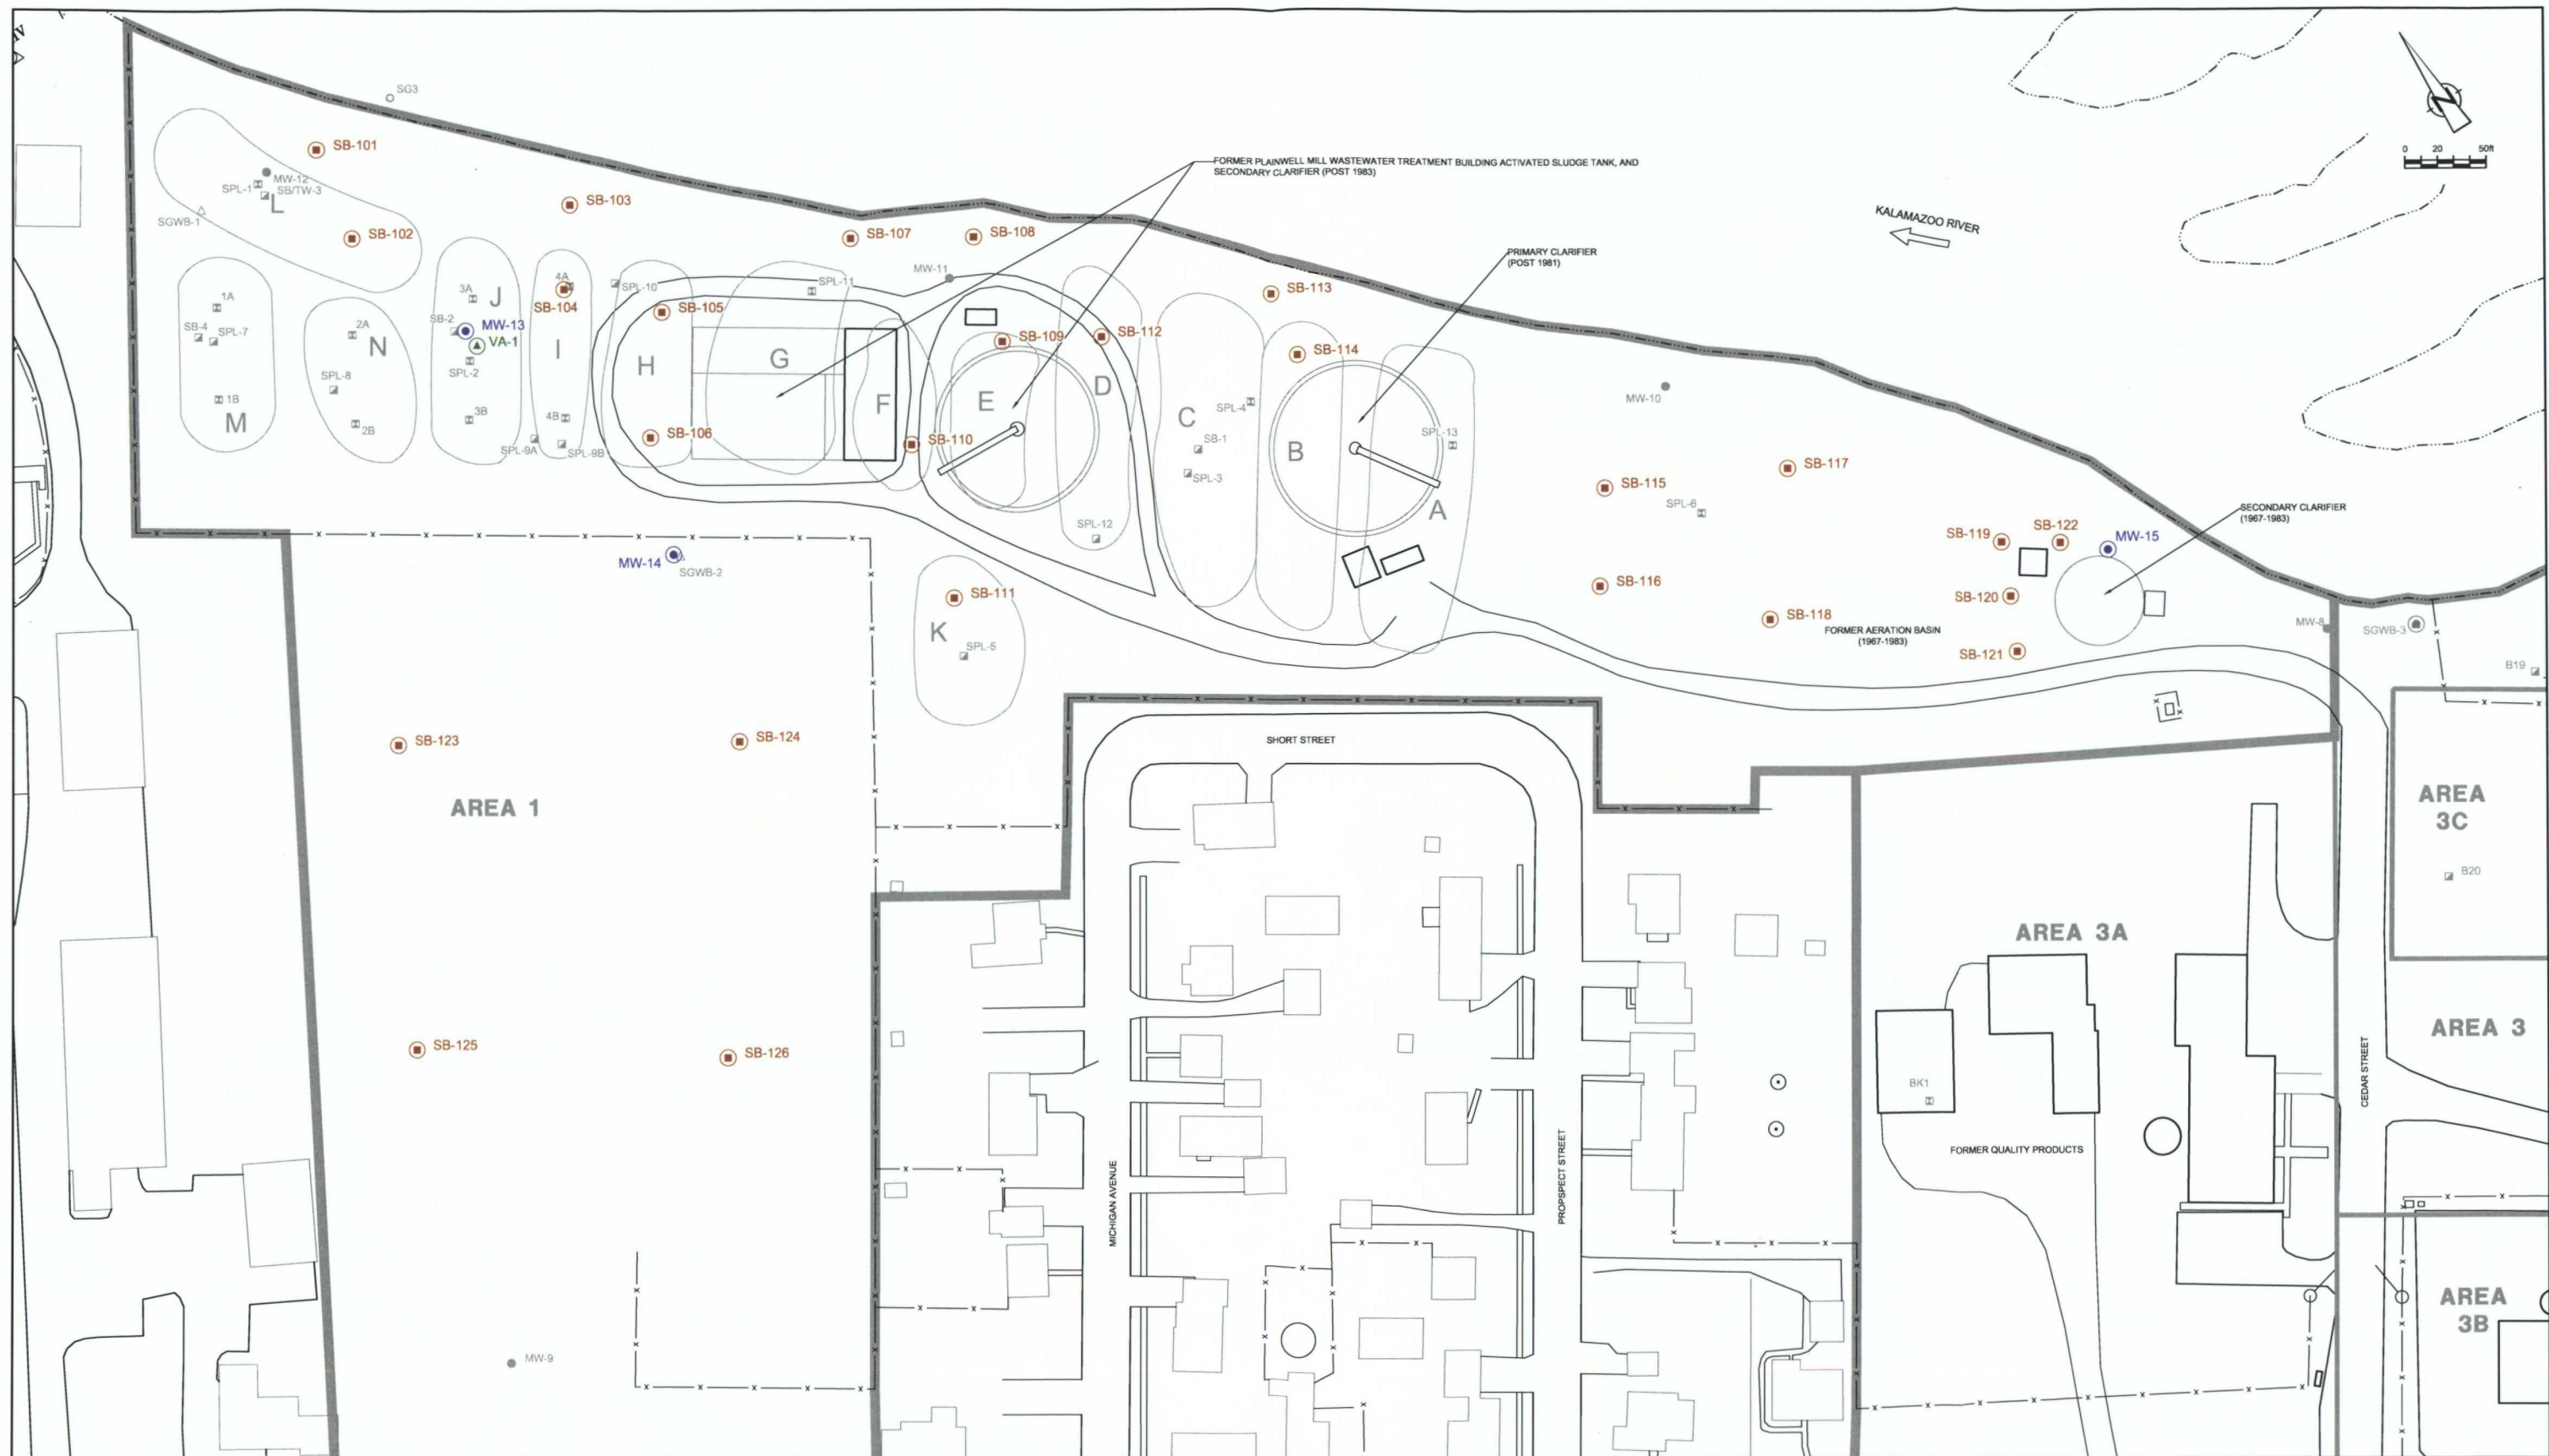 SG3
SB-101
MW-12
SPL-1
SB/TW-3
L
SGWB-1
SB-102
SB-103
SB-107
SB-108
FORMER PLAINWELL MILL WASTEWATER TREATMENT BUILDING ACTIVATED SLUDGE TANK, AND
SECONDARY CLARIFIER (POST 1983)
PRIMARY CLARIFIER
(POST 1981)
KALAMAZOO RIVER
N
0 20 50ft
1A
SB-4
SPL-7
1B
M
2A
N
SPL-8
2B
3A
J
SB-2
MW-13
VA-1
SPL-2
3B
4A
SB-104
I
4B
SPL-9A
SPL-9B
SPL-10
SB-105
H
SB-106
G
SPL-11
F
MW-11
SB-109
SB-110
E
D
SB-112
SPL-12
SB-113
SB-114
C
SPL-4
SB-1
SPL-3
B
A
SPL-13
MW-10
SB-115
SB-117
SPL-6
SB-116
SB-118
FORMER AERATION BASIN
(1967-1983)
SB-119
SB-122
MW-15
SECONDARY CLARIFIER
(1967-1983)
SB-120
SB-121
MW-8
SGWB-3
B19
MW-14
SGWB-2
SB-111
K
SPL-5
SB-123
SB-124
AREA 1
SB-125
SB-126
MW-9
SHORT STREET
MICHIGAN AVENUE
PROPSPECT STREET
AREA 3A
BK1
FORMER QUALITY PRODUCTS
CEDAR STREET
AREA
3C
B20
AREA 3
AREA
3B